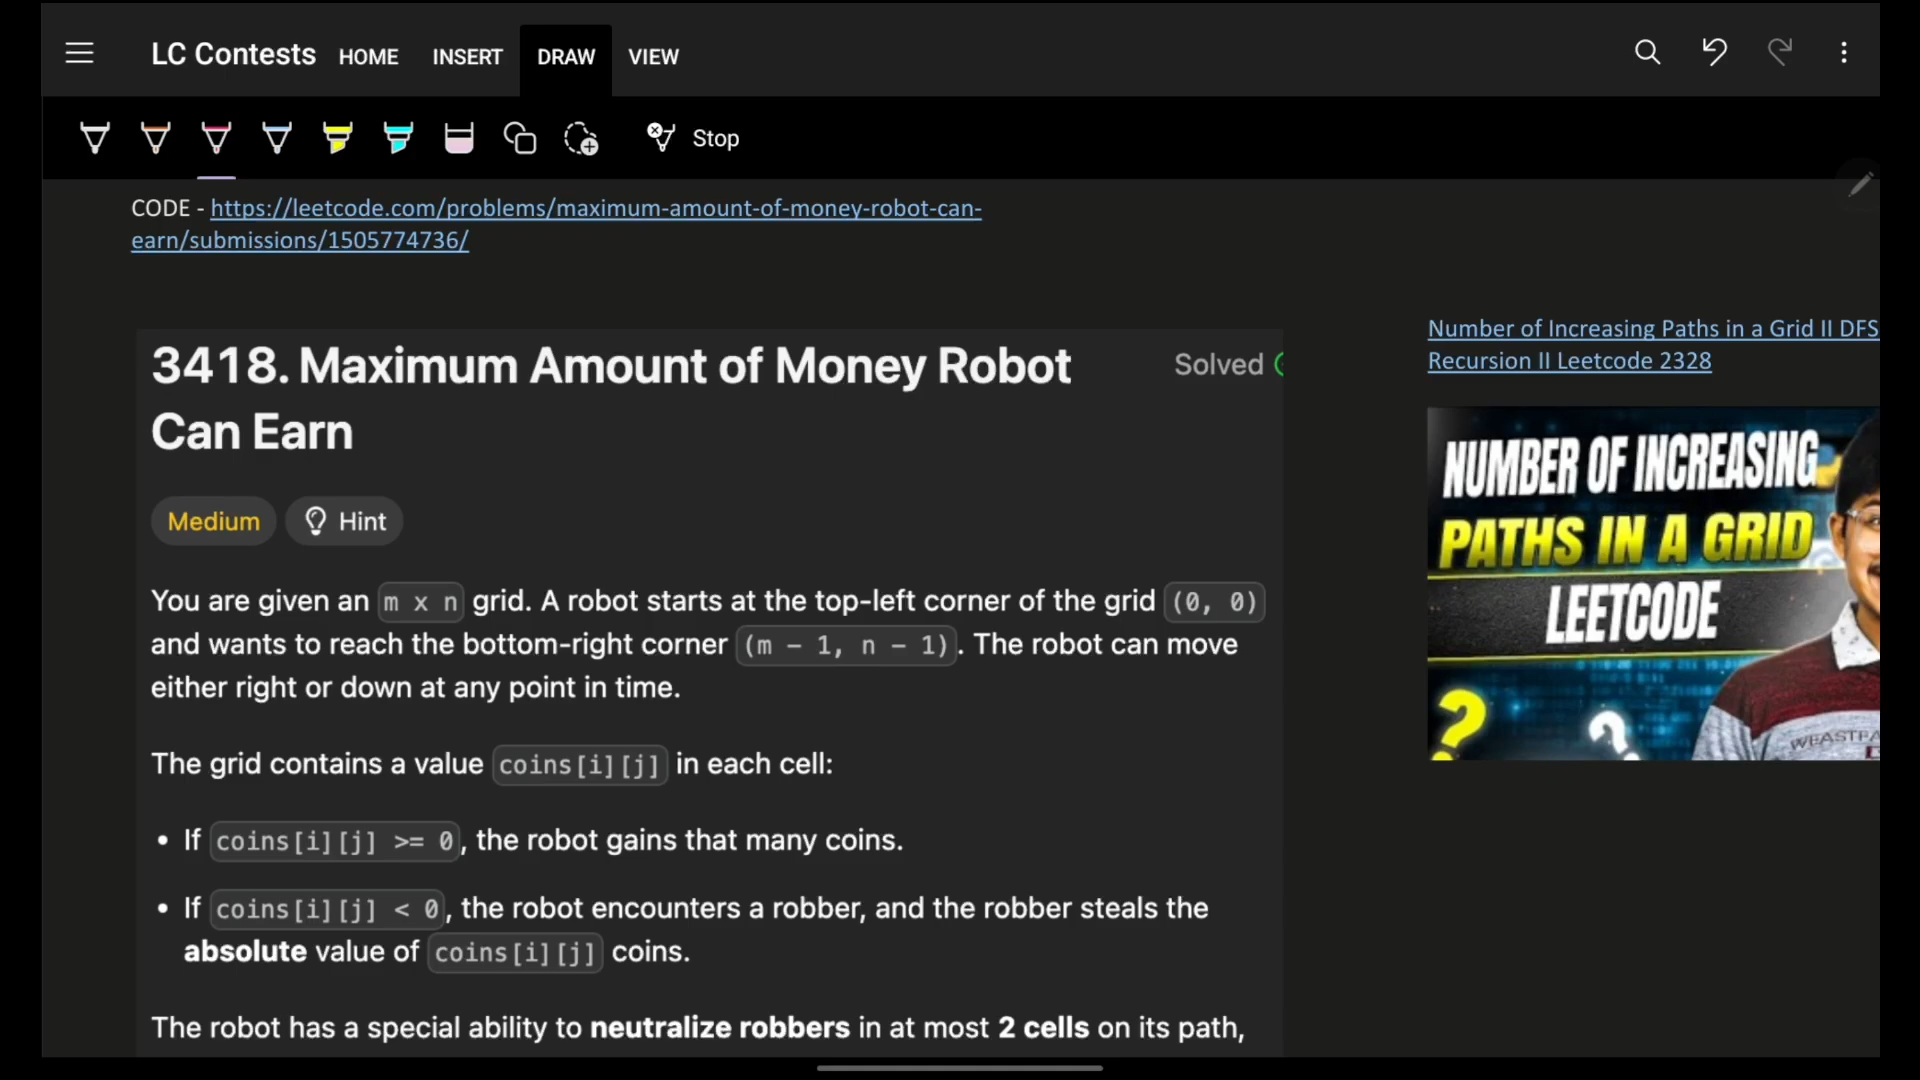 LC Contests HOME INSERT DRAW VIEW
Stop
CODE - https://leetcode.com/problems/maximum-amount-of-money-robot-can-
earn/submissions/1505774736/
Number of Increasing Paths in a Grid II DFS
Recursion II Leetcode 2328
3418. Maximum Amount of Money Robot
Can Earn
Solved
Medium Hint
You are given an m x n grid. A robot starts at the top-left corner of the grid (0, 0)
and wants to reach the bottom-right corner (m - 1, n - 1). The robot can move
either right or down at any point in time.
The grid contains a value coins[i][j] in each cell:
• If coins[i][j] >= 0, the robot gains that many coins.
• If coins[i][j] < 0, the robot encounters a robber, and the robber steals the
absolute value of coins[i][j] coins.
The robot has a special ability to neutralize robbers in at most 2 cells on its path,
NUMBER OF INCREASING
PATHS IN A GRID
LEETCODE
? ?